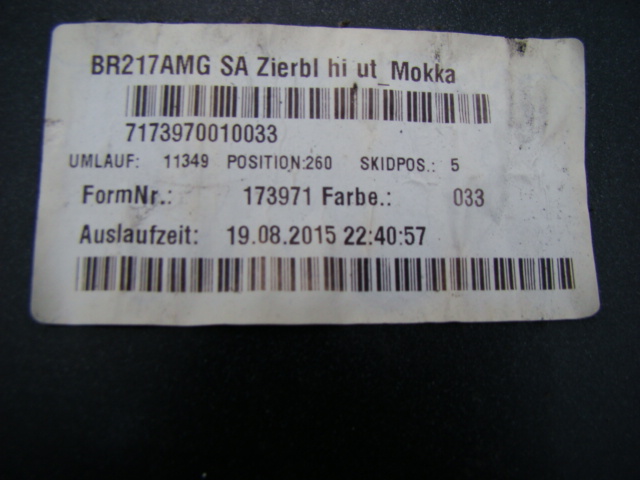 BR217AMG SA Zierbl hi ut_Mokka
7173970010033
UMLAUF: 11349 POSITION:260 SKIDPOS.: 5
FormNr.: 173971 Farbe.: 033
Auslaufzeit: 19.08.2015 22:40:57